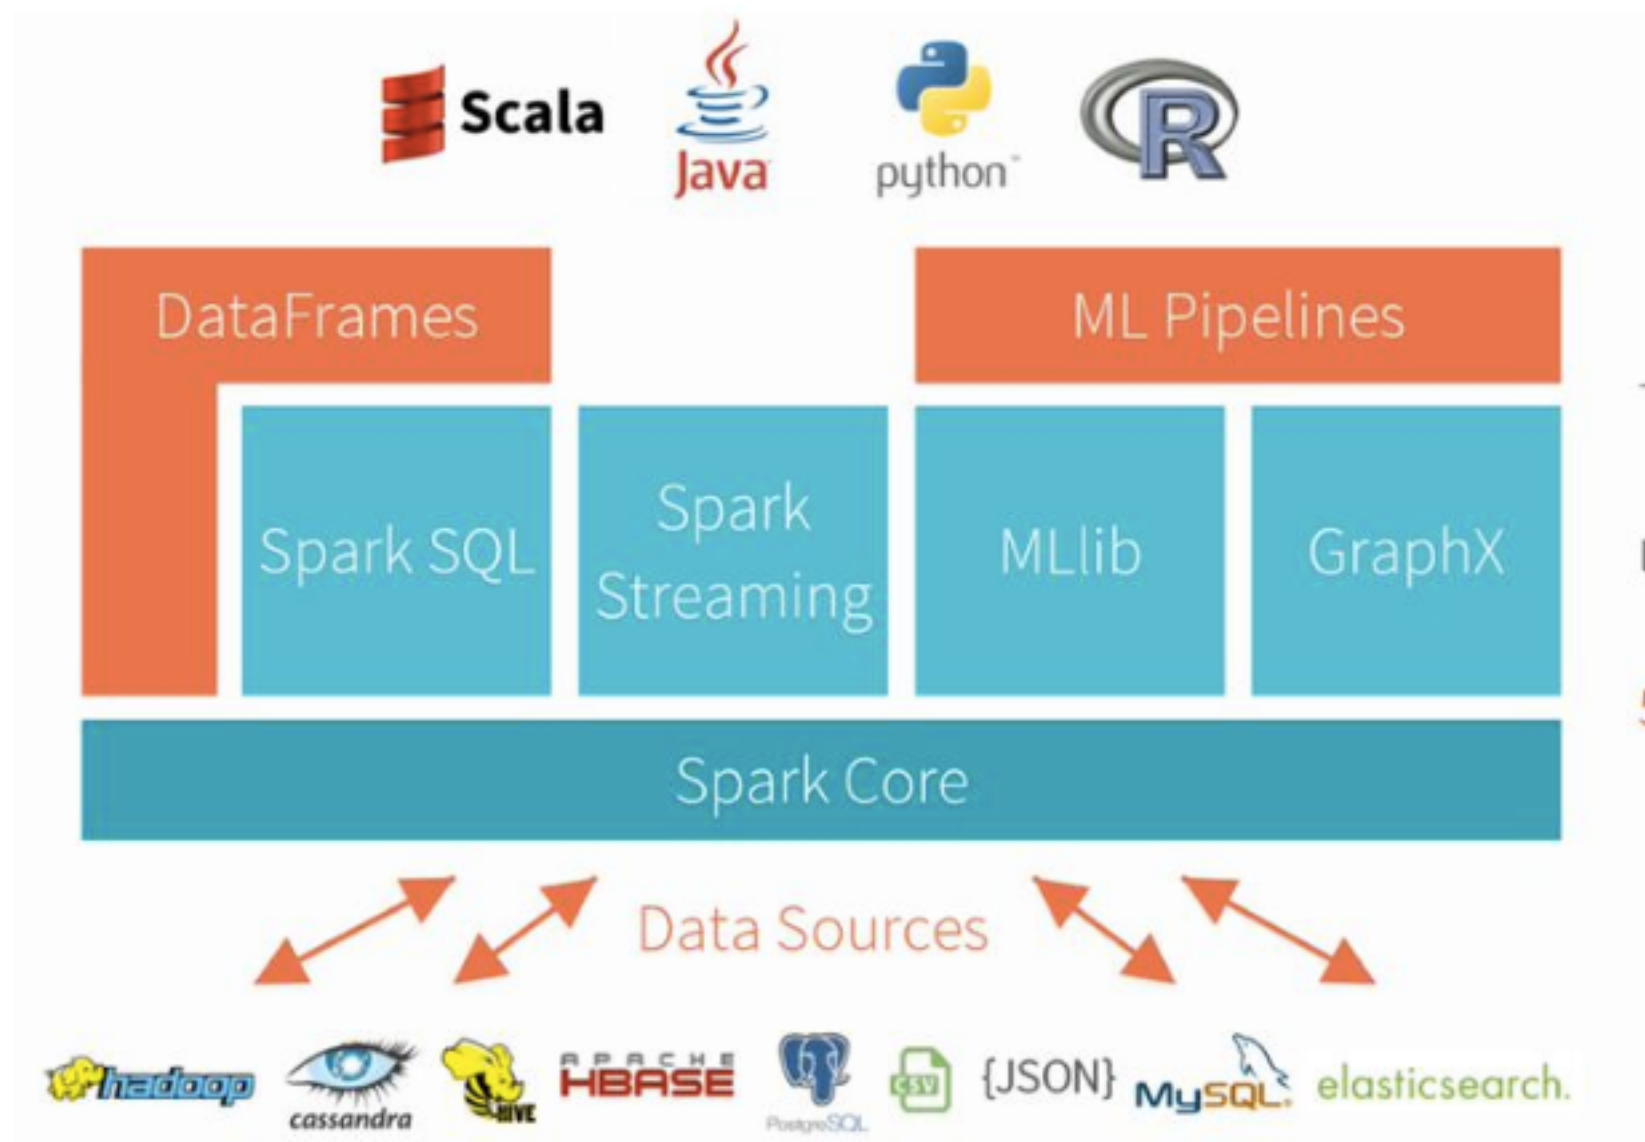 Scala
Java
python
R
DataFrames
ML Pipelines
Spark SQL
Spark
Streaming
MLlib
GraphX
Spark Core
Data Sources
hadoop
cassandra
HIVE
APACHE
HBASE
PostgreSQL
CSV
{JSON}
MySQL
elasticsearch.